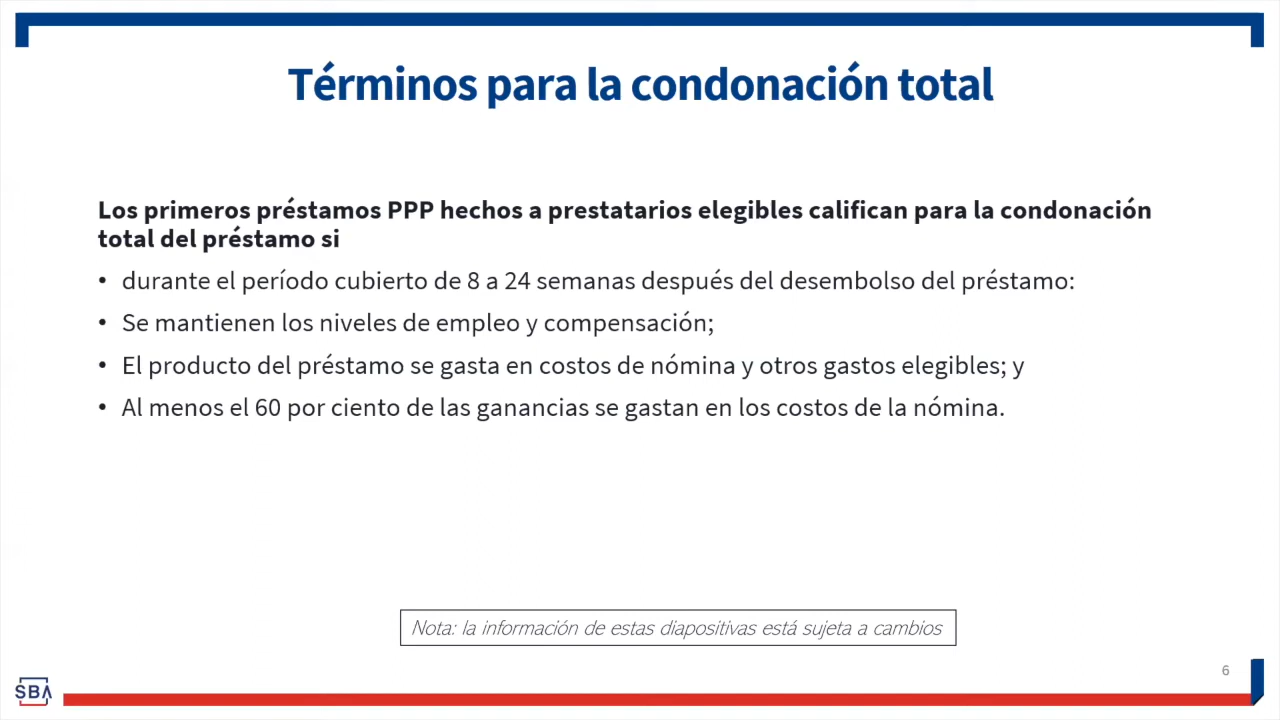 Términos para la condonación total
Los primeros préstamos PPP hechos a prestatarios elegibles califican para la condonación
total del préstamo si
• durante el período cubierto de 8 a 24 semanas después del desembolso del préstamo:
• Se mantienen los niveles de empleo y compensación;
• El producto del préstamo se gasta en costos de nómina y otros gastos elegibles; y
• Al menos el 60 por ciento de las ganancias se gastan en los costos de la nómina.
Nota: la información de estas diapositivas está sujeta a cambios
6
SBA